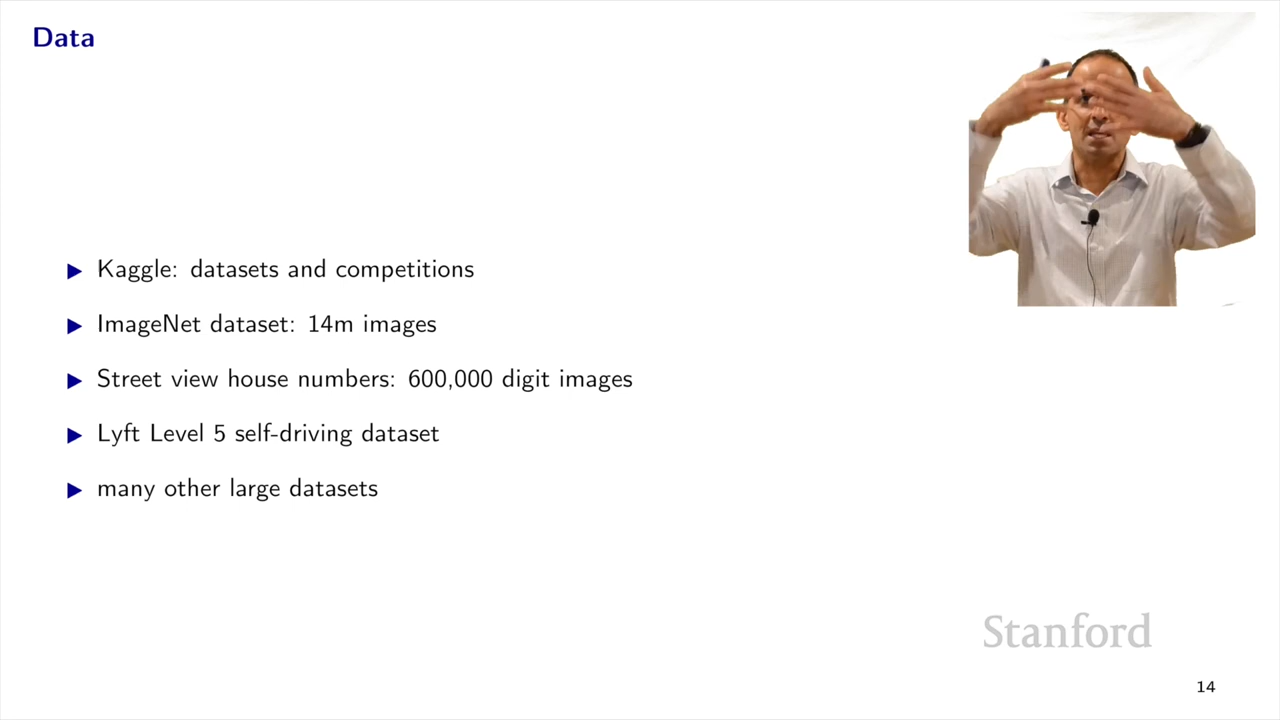 Data
Kaggle: datasets and competitions
ImageNet dataset: 14m images
Street view house numbers: 600,000 digit images
Lyft Level 5 self-driving dataset
many other large datasets
Stanford
14